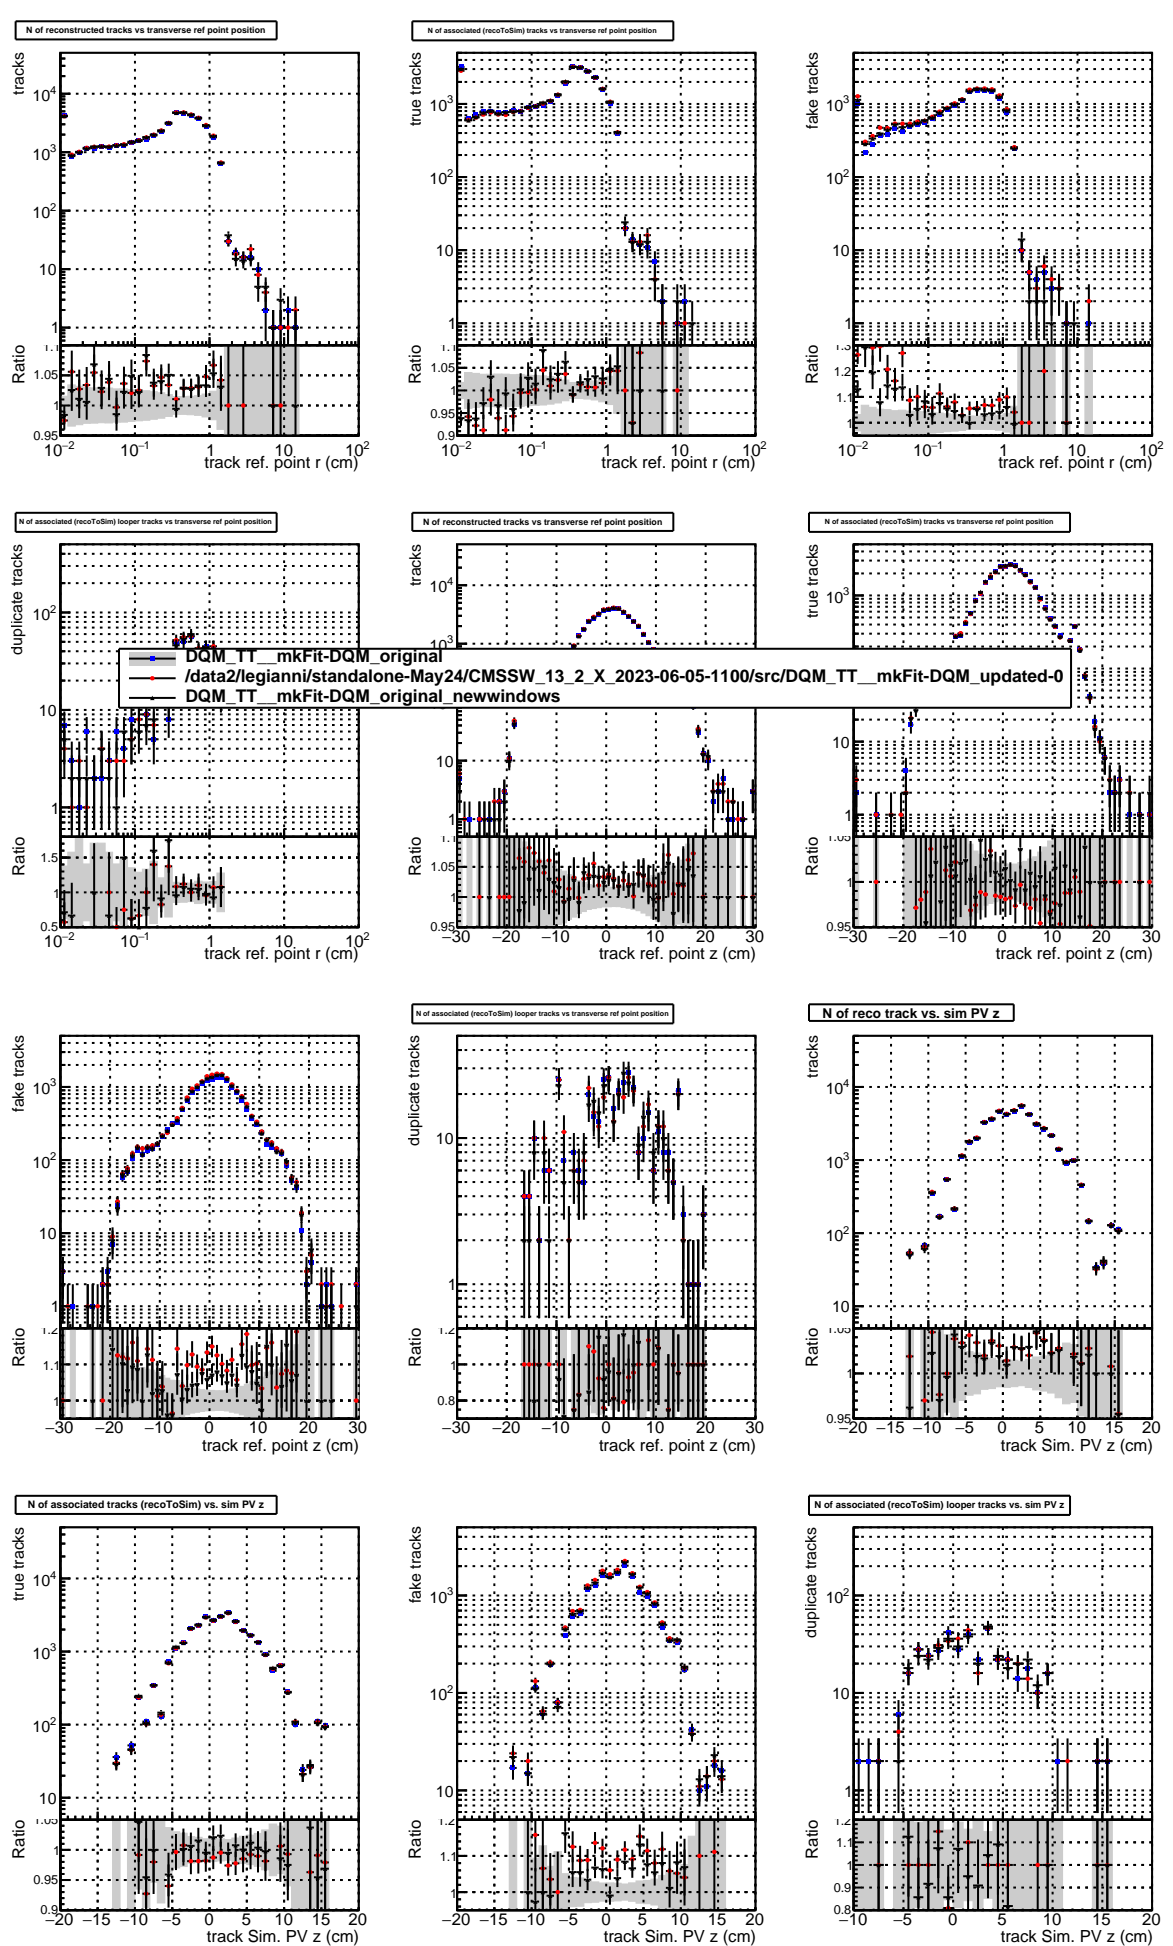 N of reconstructed tracks vs transverse ref point position
N of associated (recoToSim) tracks vs transverse ref point position
tracks
true tracks
fake tracks
Ratio
Ratio
Ratio
track ref. point r (cm)
track ref. point r (cm)
track ref. point r (cm)
N of associated (recoToSim) looper tracks vs transverse ref point position
N of reconstructed tracks vs transverse ref point position
N of associated (recoToSim) tracks vs transverse ref point position
duplicate tracks
tracks
true tracks
DQM_TT__mkFit-DQM_original
/data2/legianni/standalone-May24/CMSSW_13_2_X_2023-06-05-1100/src/DQM_TT__mkFit-DQM_updated-0
DQM_TT__mkFit-DQM_original_newwindows
Ratio
Ratio
Ratio
track ref. point r (cm)
track ref. point z (cm)
track ref. point z (cm)
N of associated (recoToSim) looper tracks vs transverse ref point position
N of reco track vs. sim PV z
fake tracks
duplicate tracks
tracks
Ratio
Ratio
Ratio
track ref. point z (cm)
track ref. point z (cm)
track Sim. PV z (cm)
N of associated tracks (recoToSim) vs. sim PV z
N of associated (recoToSim) looper tracks vs. sim PV z
true tracks
fake tracks
duplicate tracks
Ratio
Ratio
Ratio
track Sim. PV z (cm)
track Sim. PV z (cm)
track Sim. PV z (cm)